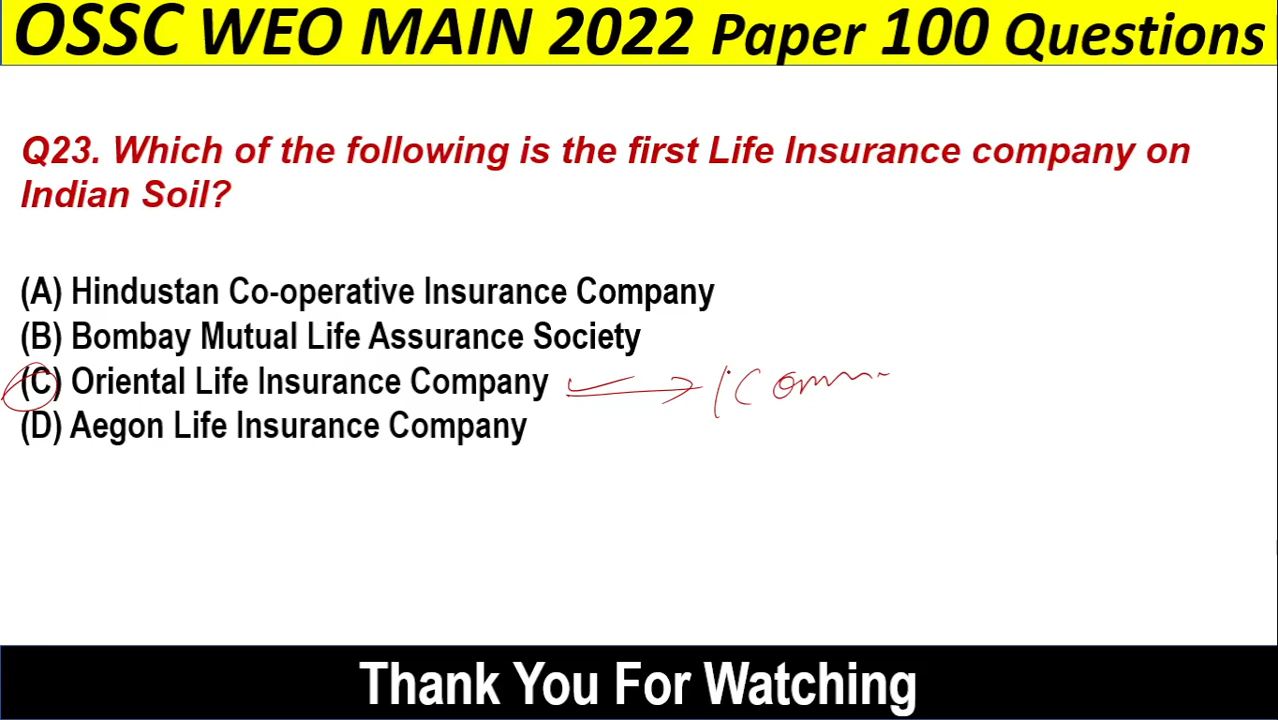 OSSC WEO MAIN 2022 Paper 100 Questions
Q23. Which of the following is the first Life Insurance company on
Indian Soil?
(A) Hindustan Co-operative Insurance Company
(B) Bombay Mutual Life Assurance Society
(C) Oriental Life Insurance Company
(D) Aegon Life Insurance Company
Thank You For Watching